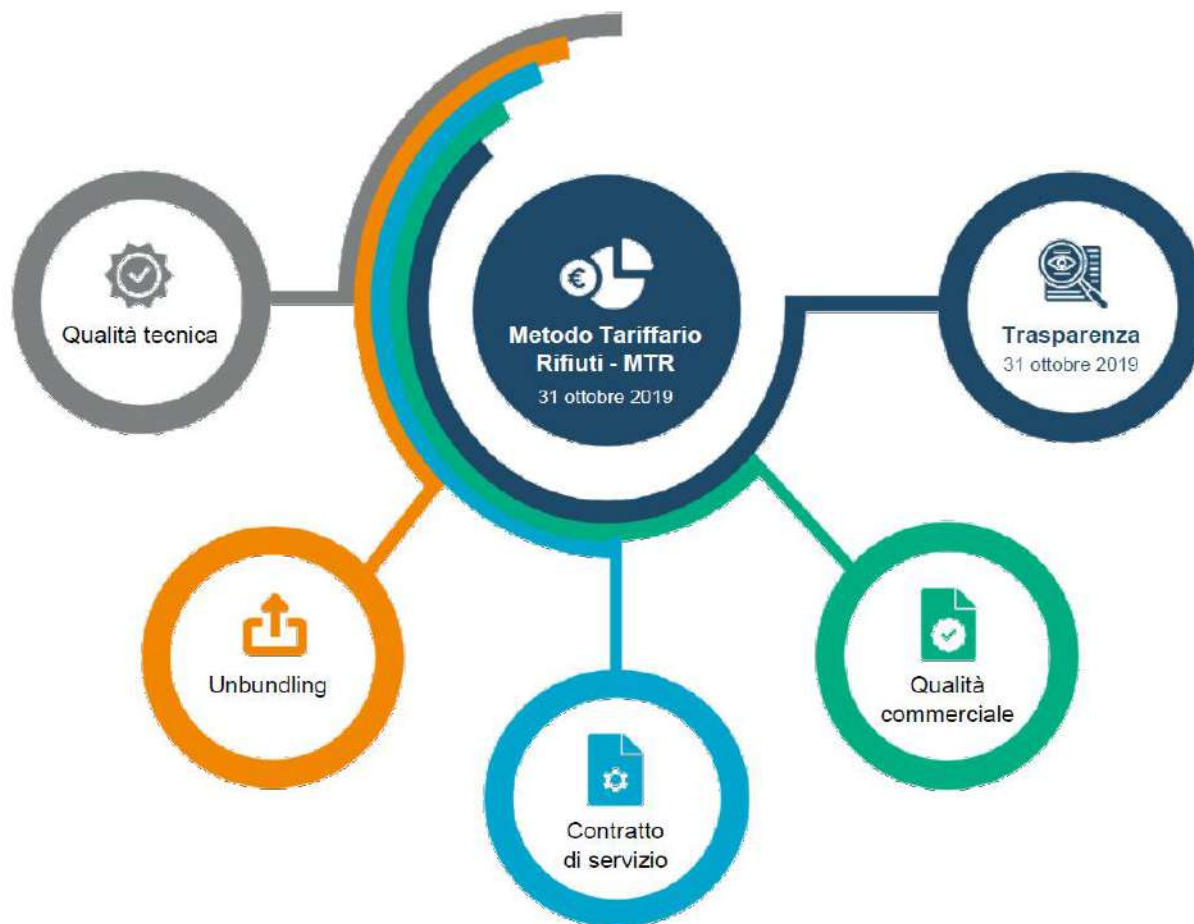 Metodo Tariffario
Rifiuti - MTR
31 ottobre 2019
€
Qualità tecnica
Trasparenza
31 ottobre 2019
Unbundling
Qualità
commerciale
Contratto
di servizio